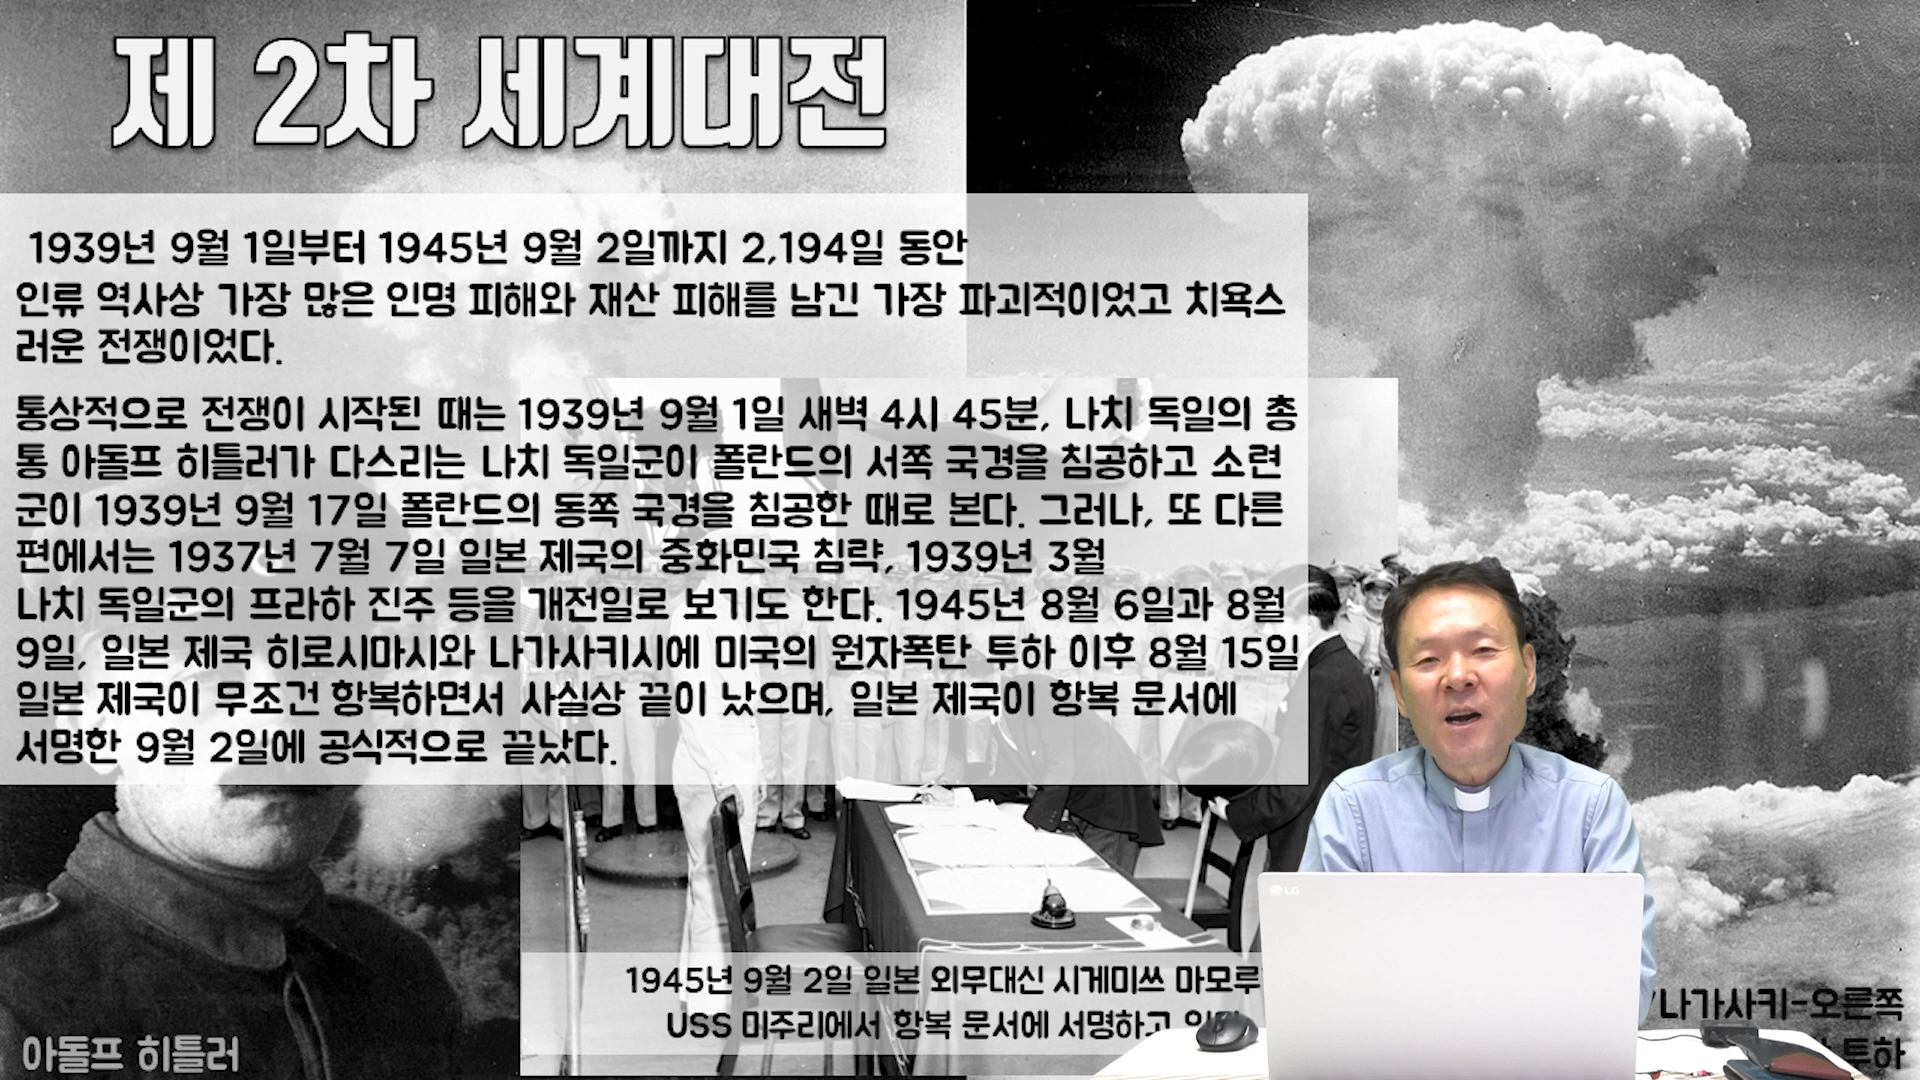 제 2차 세계대전
1939년 9월 1일부터 1945년 9월 2일까지 2,194일 동안
인류 역사상 가장 많은 인명 피해와 재산 피해를 남긴 가장 파괴적이었고 치욕스
러운 전쟁이었다.
통상적으로 전쟁이 시작된 때는 1939년 9월 1일 새벽 4시 45분, 나치 독일의 총
통 아돌프 히틀러가 다스리는 나치 독일군이 폴란드의 서쪽 국경을 침공하고 소련
군이 1939년 9월 17일 폴란드의 동쪽 국경을 침공한 때로 본다. 그러나, 또 다른
편에서는 1937년 7월 7일 일본 제국의 중화민국 침략, 1939년 3월
나치 독일군의 프라하 진주 등을 개전일로 보기도 한다. 1945년 8월 6일과 8월
9일, 일본 제국 히로시마시와 나가사키시에 미국의 원자폭탄 투하 이후 8월 15일
일본 제국이 무조건 항복하면서 사실상 끝이 났으며, 일본 제국이 항복 문서에
서명한 9월 2일에 공식적으로 끝났다.
LG
1945년 9월 2일 일본 외무대신 시게미쓰 마모루
USS 미주리에서 항복 문서에 서명하고
/나가사키-오른쪽
투하
아돌프 히틀러